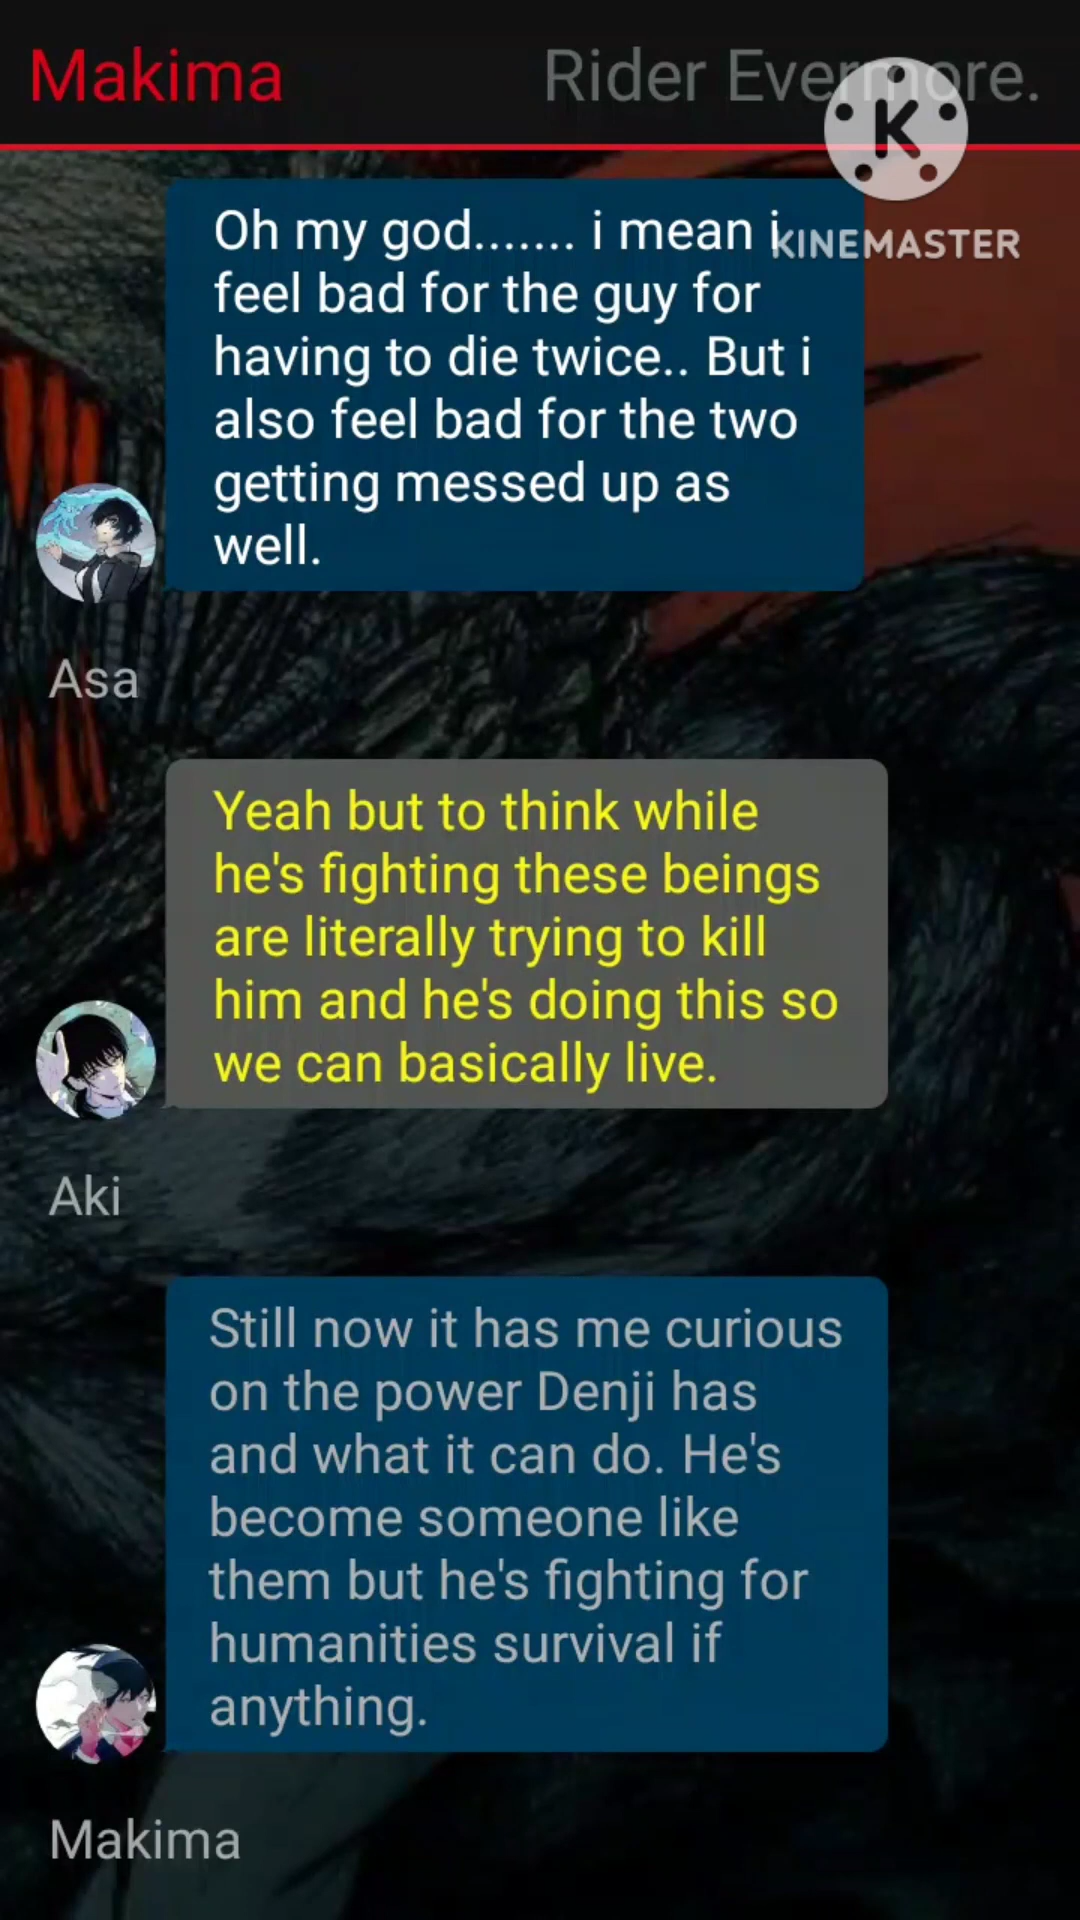 Makima
Rider Evermore.
K
KINEMASTER
Oh my god....... i mean i
feel bad for the guy for
having to die twice.. But i
also feel bad for the two
getting messed up as
well.
Asa
Yeah but to think while
he's fighting these beings
are literally trying to kill
him and he's doing this so
we can basically live.
Aki
Still now it has me curious
on the power Denji has
and what it can do. He's
become someone like
them but he's fighting for
humanities survival if
anything.
Makima